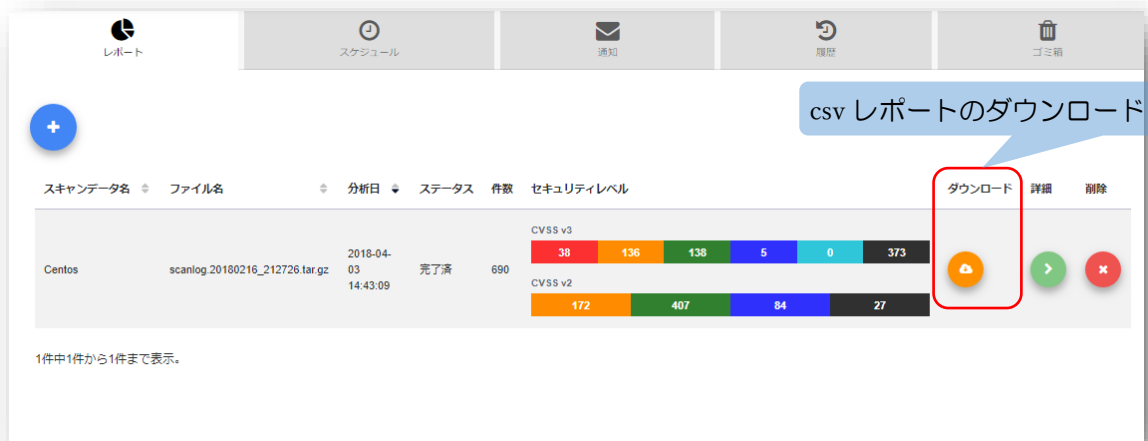 レポート
スケジュール
通知
履歴
ゴミ箱
csv レポートのダウンロード
スキャンデータ名 ファイル名 分析日 ステータス 件数 セキュリティレベル ダウンロード 詳細 削除
CVSS v3
38 136 138 5 0 373
Centos scanlog.20180216_212726.tar.gz 2018-04-
03
14:43:09 完了済 690
CVSS v2
172 407 84 27
1件中1件から1件まで表示。